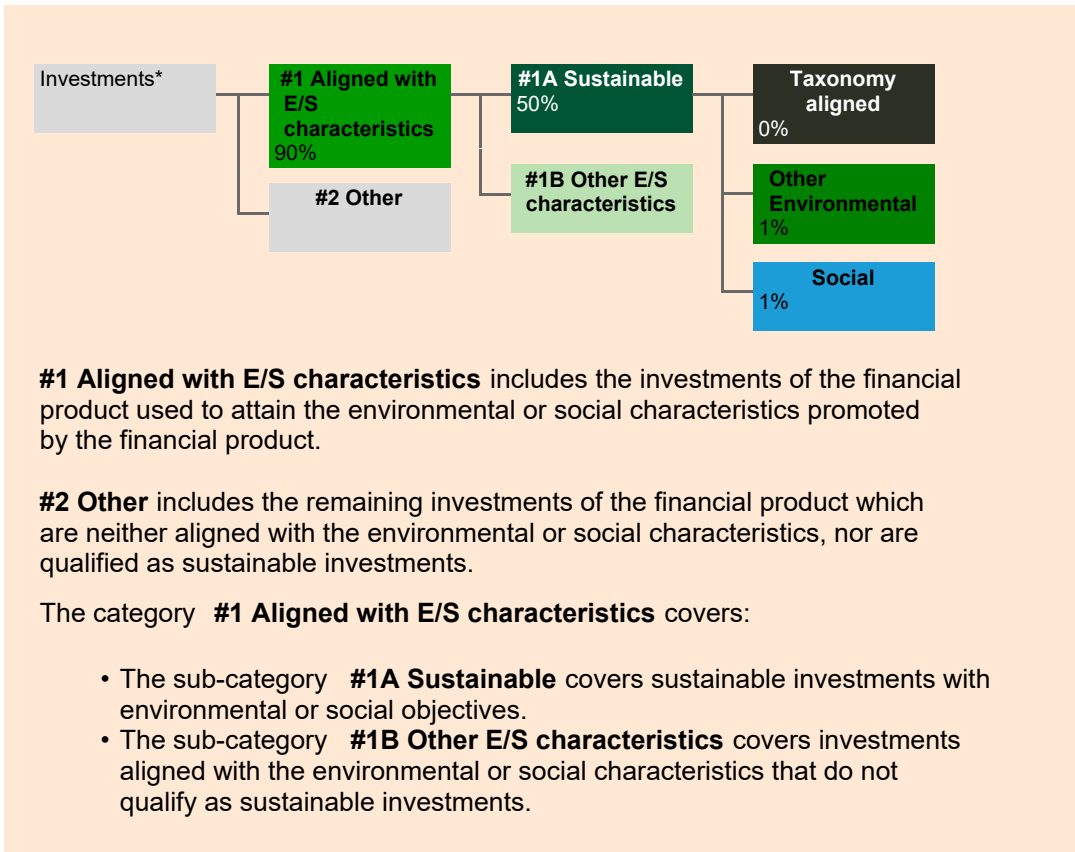 Investments*
#1 Aligned with
E/S
characteristics
90%
#2 Other
#1A Sustainable
50%
#1B Other E/S
characteristics
Taxonomy
aligned
0%
Other
Environmental
1%
Social
1%
#1 Aligned with E/S characteristics includes the investments of the financial
product used to attain the environmental or social characteristics promoted
by the financial product.
#2 Other includes the remaining investments of the financial product which
are neither aligned with the environmental or social characteristics, nor are
qualified as sustainable investments.
The category #1 Aligned with E/S characteristics covers:
• The sub-category #1A Sustainable covers sustainable investments with
environmental or social objectives.
• The sub-category #1B Other E/S characteristics covers investments
aligned with the environmental or social characteristics that do not
qualify as sustainable investments.